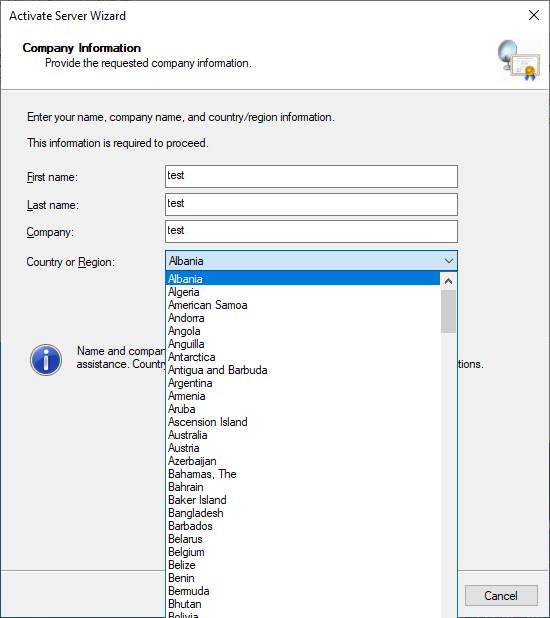 Activate Server Wizard
Company Information
Provide the requested company information.
Enter your name, company name, and country/region information.
This information is required to proceed.
First name:
test
Last name:
test
Company:
test
Country or Region:
Albania
Albania
Algeria
American Samoa
Andorra
Angola
Anguilla
Antarctica
Antigua and Barbuda
Argentina
Armenia
Aruba
Ascension Island
Australia
Austria
Azerbaijan
Bahamas, The
Bahrain
Baker Island
Bangladesh
Barbados
Belarus
Belgium
Belize
Benin
Bermuda
Bhutan
Bolivia
Name and compan
assistance. Countr
tions.
Cancel